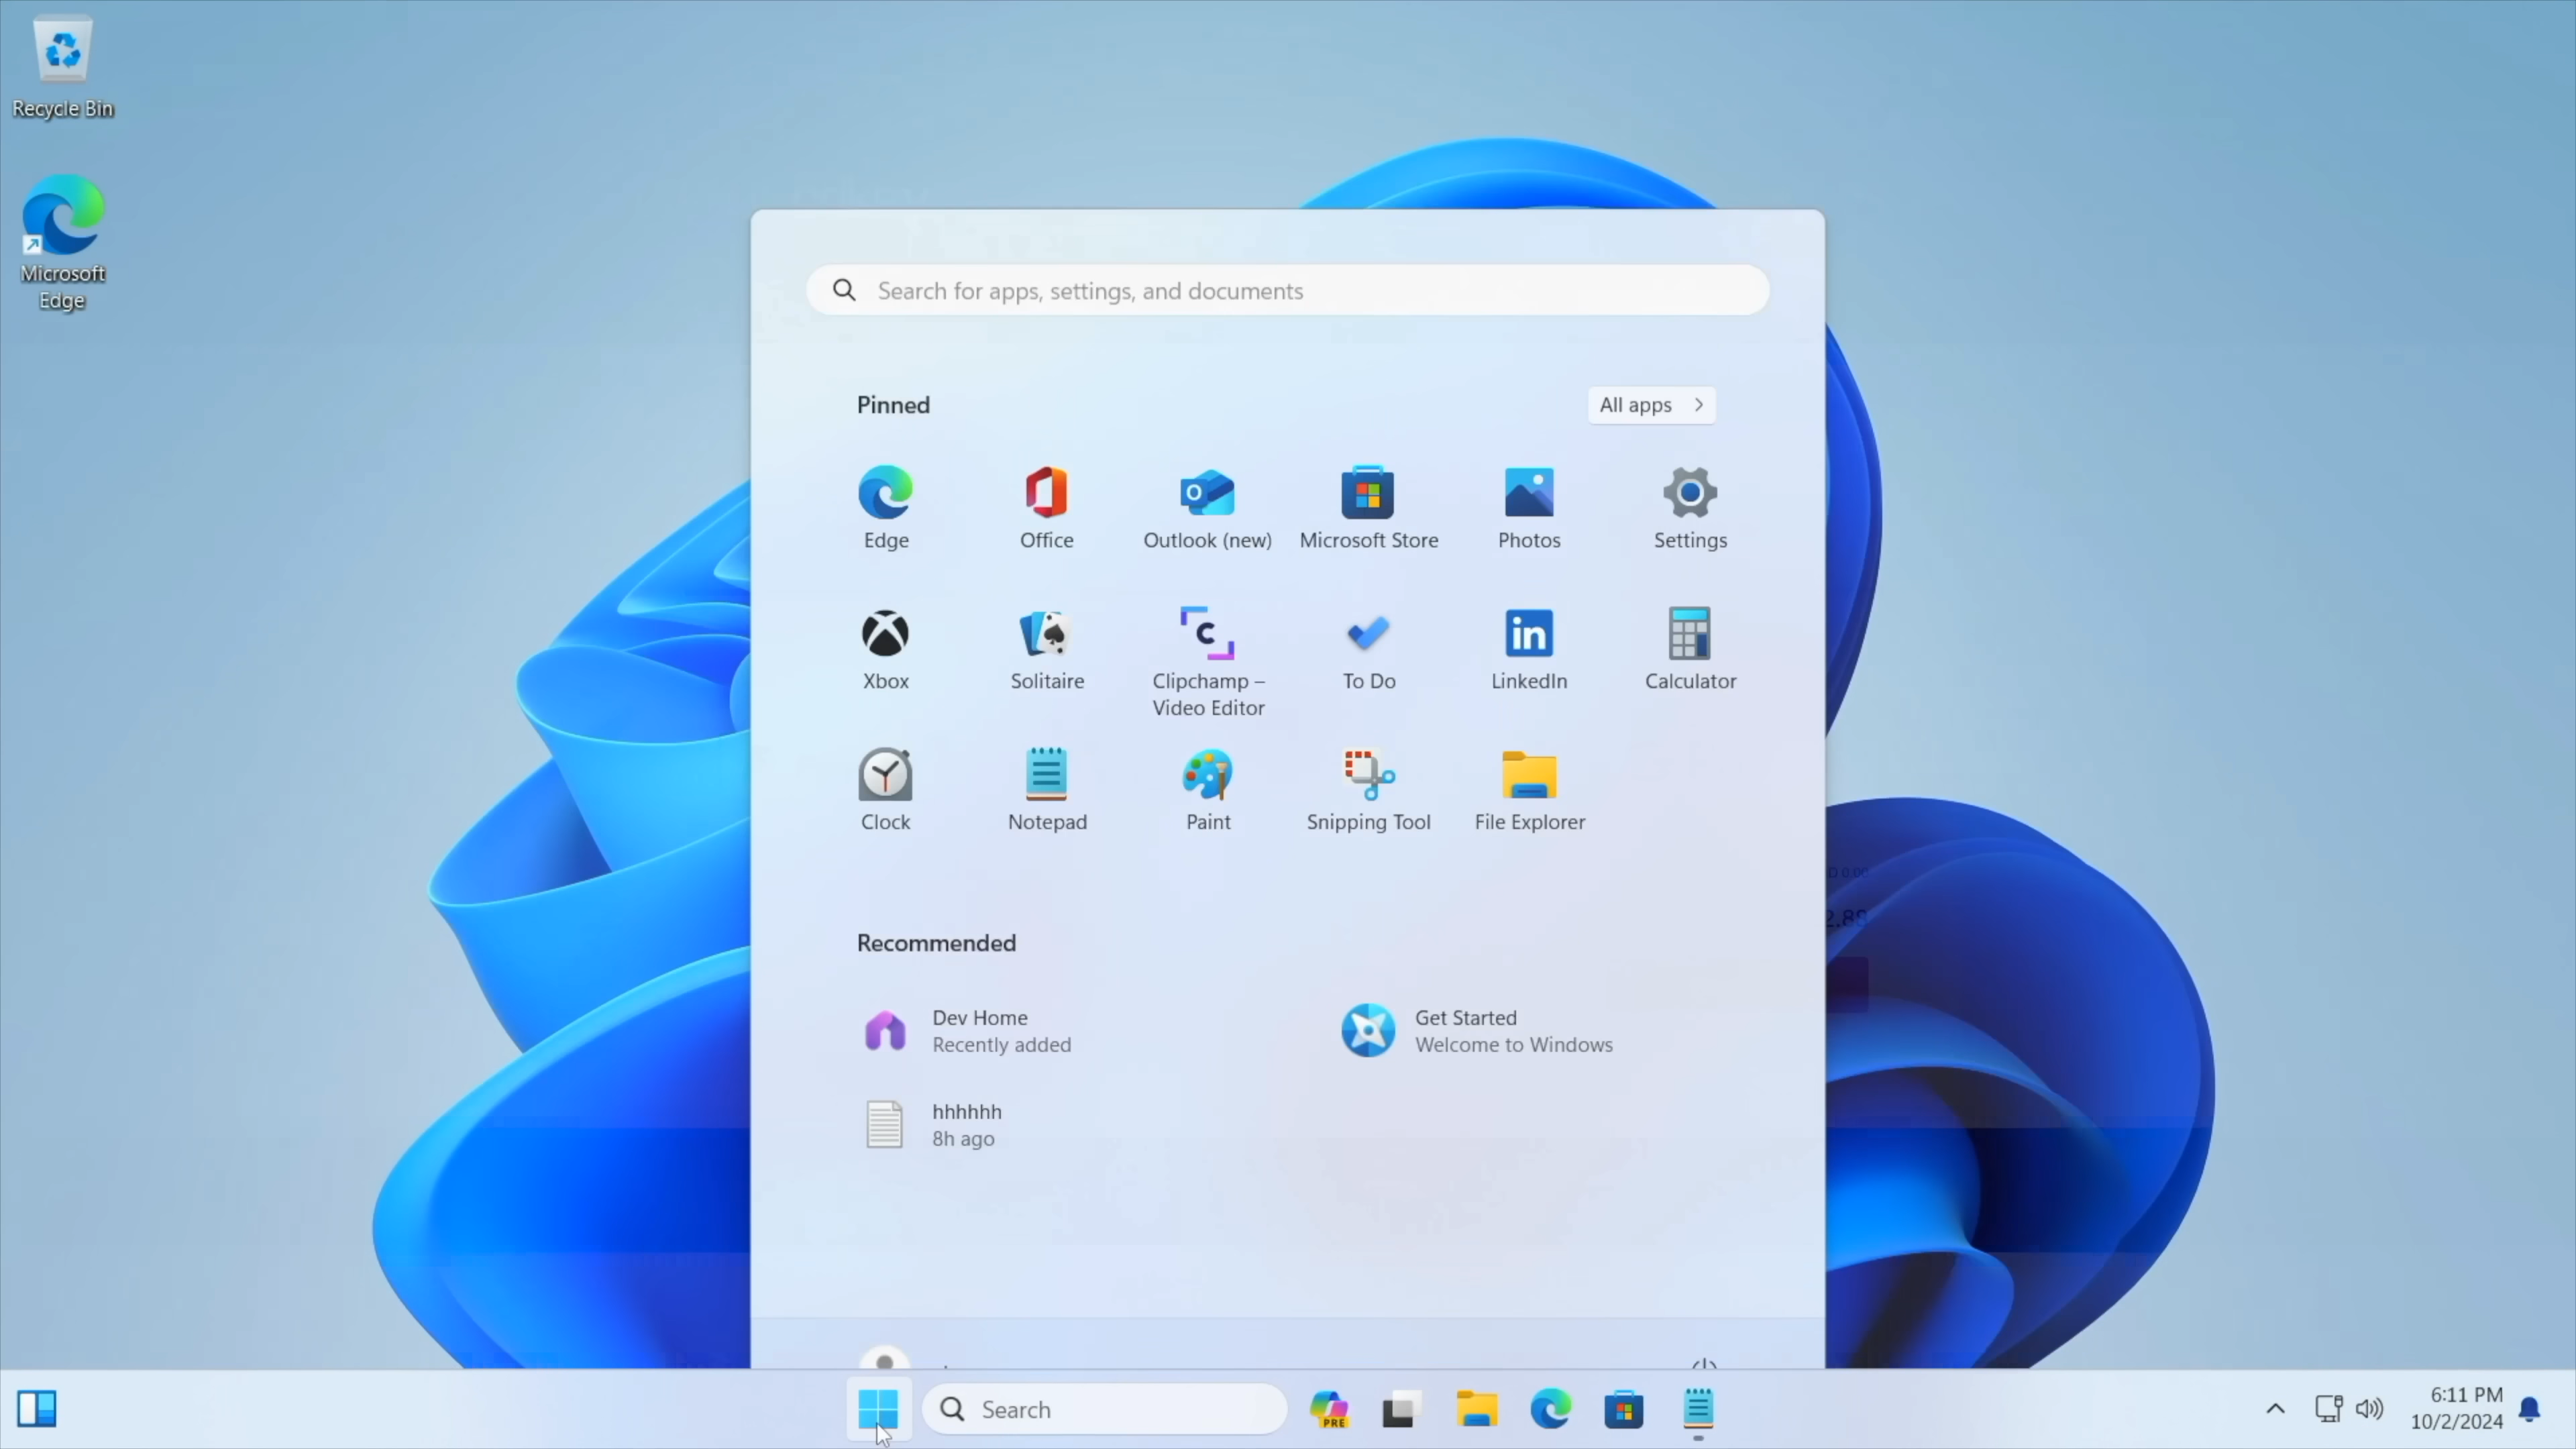 Recycle Bin
Microsoft
Edge
Search for apps, settings, and documents
Pinned
All apps
Edge
Office
Outlook (new)
Microsoft Store
Photos
Settings
Xbox
Solitaire
Clipchamp –
Video Editor
To Do
LinkedIn
Calculator
Clock
Notepad
Paint
Snipping Tool
File Explorer
Recommended
Dev Home
Recently added
Get Started
Welcome to Windows
hhhhhh
8h ago
Search
PRE
6:11 PM
10/2/2024